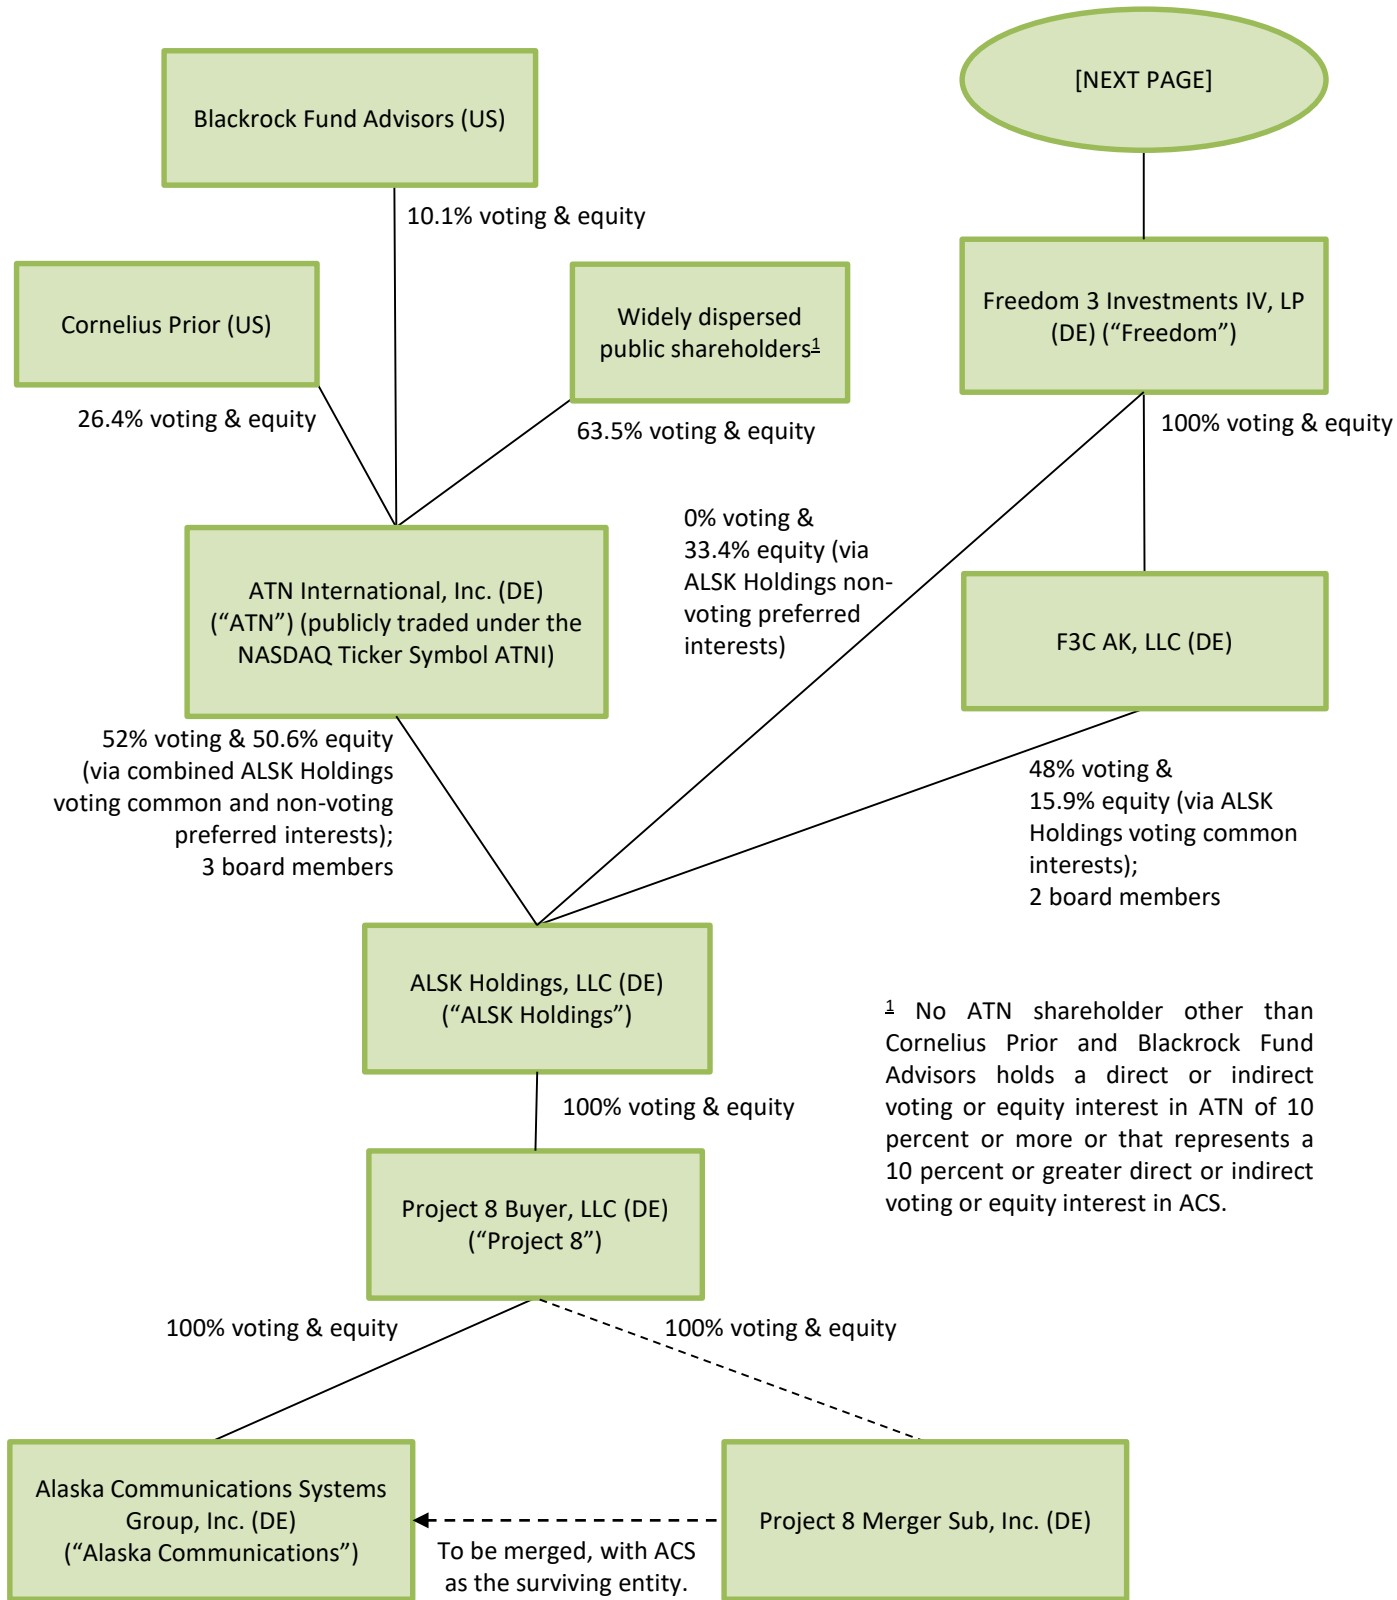 [NEXT PAGE]
Blackrock Fund Advisors (US)
10.1% voting & equity
Cornelius Prior (US)
Widely dispersed
public shareholders1
Freedom 3 Investments IV, LP
(DE) (“Freedom”)
26.4% voting & equity
63.5% voting & equity
100% voting & equity
0% voting &
33.4% equity (via
ALSK Holdings non-
voting preferred
interests)
ATN International, Inc. (DE)
(“ATN”) (publicly traded under the
NASDAQ Ticker Symbol ATNI)
F3C AK, LLC (DE)
52% voting & 50.6% equity
(via combined ALSK Holdings
voting common and non-voting
preferred interests);
3 board members
48% voting &
15.9% equity (via ALSK
Holdings voting common
interests);
2 board members
ALSK Holdings, LLC (DE)
(“ALSK Holdings”)
1 No ATN shareholder other than
Cornelius Prior and Blackrock Fund
Advisors holds a direct or indirect
voting or equity interest in ATN of 10
percent or more or that represents a
10 percent or greater direct or indirect
voting or equity interest in ACS.
100% voting & equity
Project 8 Buyer, LLC (DE)
(“Project 8”)
100% voting & equity
100% voting & equity
Alaska Communications Systems
Group, Inc. (DE)
(“Alaska Communications”)
To be merged, with ACS
as the surviving entity.
Project 8 Merger Sub, Inc. (DE)